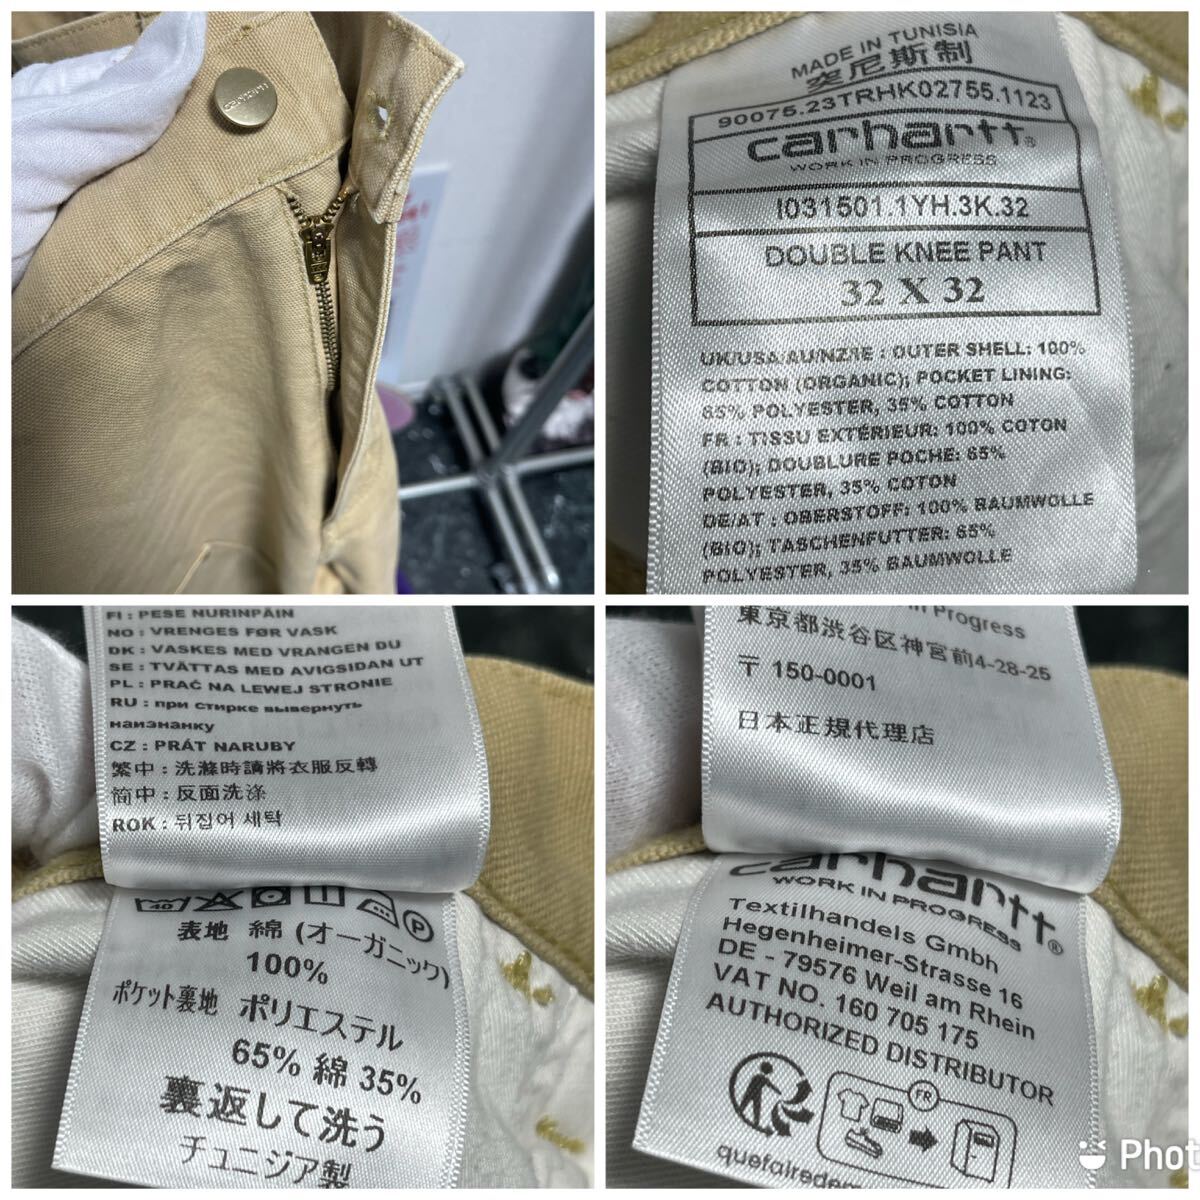 carhartt
MADE IN TUNISIA
突尼斯制
90075.23TRHK02755.1123
carhartt®
WORK IN PROGRESS
I031501.1YH.3K.32
DOUBLE KNEE PANT
32 X 32
UK/USA/AU/NZ/IE : OUTER SHELL: 100%
COTTON (ORGANIC); POCKET LINING:
65% POLYESTER, 35% COTTON
FR : TISSU EXTÉRIEUR: 100% COTON
(BIO); DOUBLURE POCHE: 65%
POLYESTER, 35% COTON
DE/AT : OBERSTOFF: 100% BAUMWOLLE
(BIO); TASCHENFUTTER: 65%
POLYESTER, 35% BAUMWOLLE
FI : PESE NURINPÄIN
NO : VRENGES FØR VASK
DK : VASKES MED VRANGEN DU
SE : TVÄTTAS MED AVIGSIDAN UT
PL : PRAĆ NA LEWEJ STRONIE
RU : при стирке вывернуть
наизнанку
CZ : PRÁT NARUBY
繁中 : 洗滌時請將衣服反轉
简中 : 反面洗涤
ROK : 뒤집어 세탁
40
P
表地 綿 (オーガニック)
100%
ポケット裏地 ポリエステル
65% 綿 35%
裏返して洗う
チュニジア製
in Progress
東京都渋谷区神宮前4-28-25
〒 150-0001
日本正規代理店
carhartt®
WORK IN PROGRESS
Textilhandels GmbH
Hegenheimer-Strasse 16
DE - 79576 Weil am Rhein
VAT NO. 160 705 175
AUTHORIZED DISTRIBUTOR
FR
quefairedem
Phot